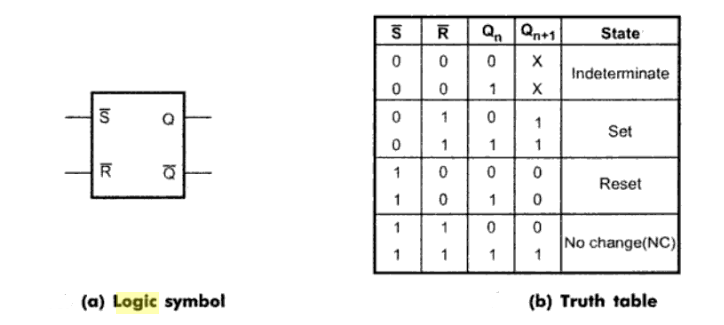 S̅ R̅ Qn Qn+1 State
0 0 0 X
Indeterminate
0 0 1 X
0 1 0 1
Set
0 1 1 1
1 0 0 0
Reset
1 0 1 0
1 1 0 0
No change(NC)
1 1 1 1
S̅ Q
R̅ Q̅
(a) Logic symbol
(b) Truth table